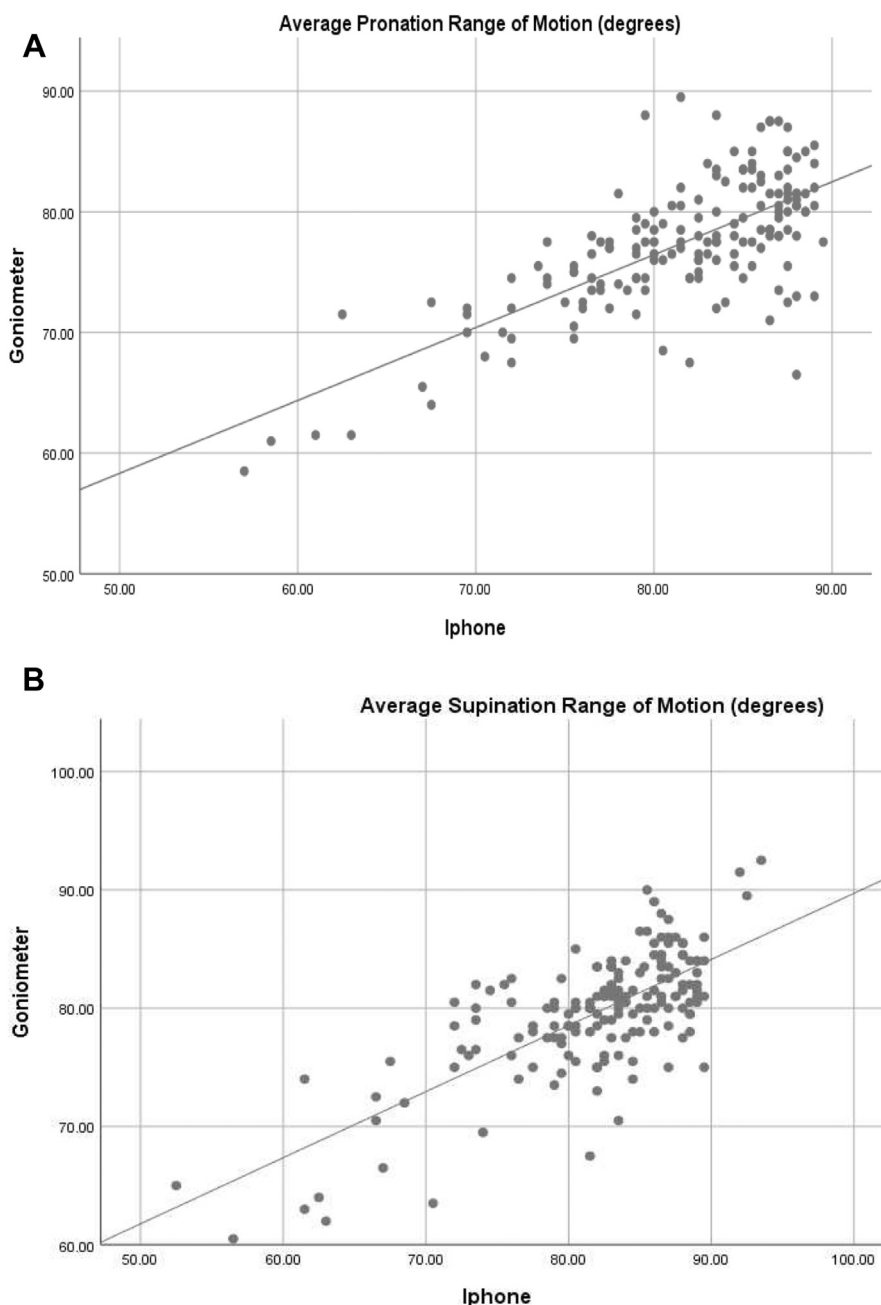 A
Average Pronation Range of Motion (degrees)
90.00
80.00
70.00
60.00
50.00
Goniometer
50.00 60.00 70.00 80.00 90.00
Iphone
B
Average Supination Range of Motion (degrees)
100.00
90.00
80.00
70.00
60.00
Goniometer
50.00 60.00 70.00 80.00 90.00 100.00
Iphone